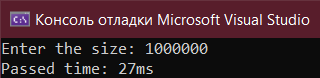 Консоль отладки Microsoft Visual Studio
Enter the size: 1000000
Passed time: 27ms